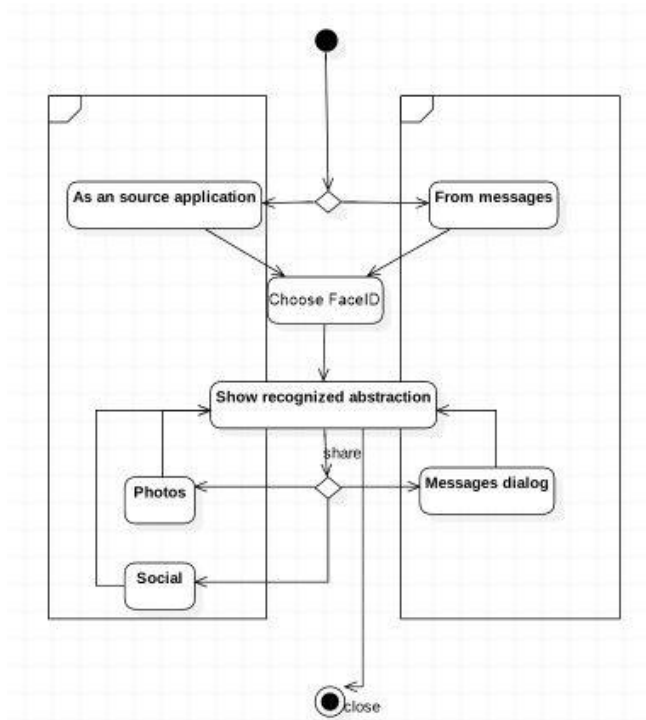 As an source application
From messages
Choose FaceID
Show recognized abstraction
share
Photos
Messages dialog
Social
close